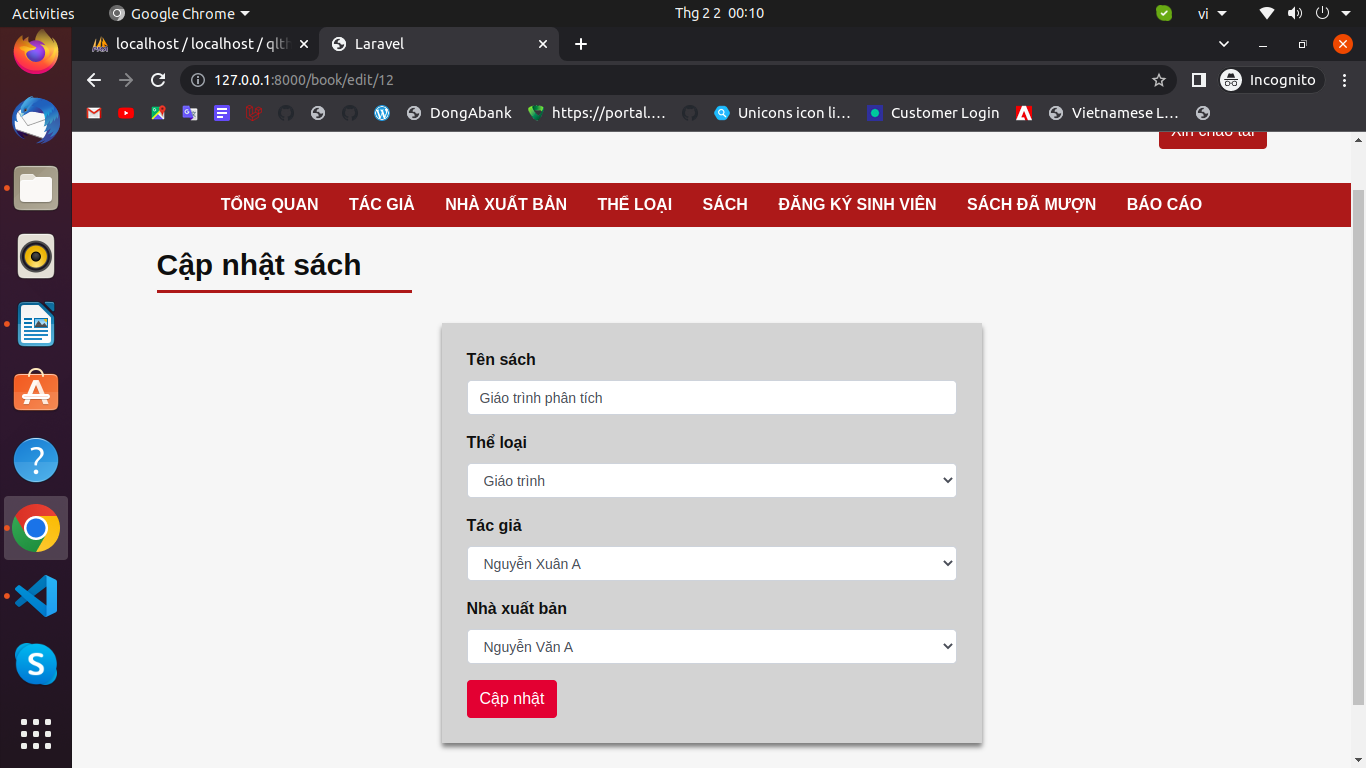 Activities
Google Chrome
Thg 2 2 00:10
vi
localhost / localhost / qlth
Laravel
127.0.0.1:8000/book/edit/12
Incognito
DongAbank
https://portal.…
Unicons icon li…
Customer Login
Vietnamese L…
Xin chào tài
TỔNG QUAN
TÁC GIẢ
NHÀ XUẤT BẢN
THỂ LOẠI
SÁCH
ĐĂNG KÝ SINH VIÊN
SÁCH ĐÃ MƯỢN
BÁO CÁO
Cập nhật sách
Tên sách
Giáo trình phân tích
Thể loại
Giáo trình
Tác giả
Nguyễn Xuân A
Nhà xuất bản
Nguyễn Văn A
Cập nhật